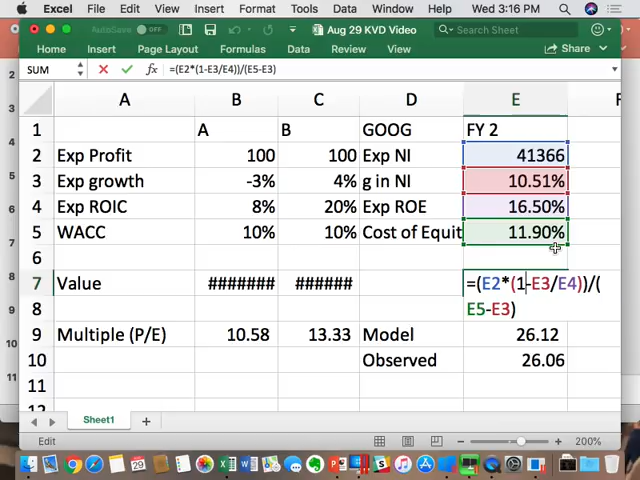 Excel File Edit View Insert Format Tools Data Window Help Wed 3:16 PM
AutoSave OFF Aug 29 KVD Video Search Sheet
Home Insert Page Layout Formulas Data Review View Share
SUM fx =(E2*(1-E3/E4))/(E5-E3)
A B C D E F
1 A B GOOG FY 2
2 Exp Profit 100 100 Exp NI 41366
3 Exp growth -3% 4% g in NI 10.51%
4 Exp ROIC 8% 20% Exp ROE 16.50%
5 WACC 10% 10% Cost of Equit 11.90%
6
7 Value ####### ###### =(E2*(1-E3/E4))/(
8 E5-E3)
9 Multiple (P/E) 10.58 13.33 Model 26.12
10 Observed 26.06
11
12
Sheet1 +
Edit 200%